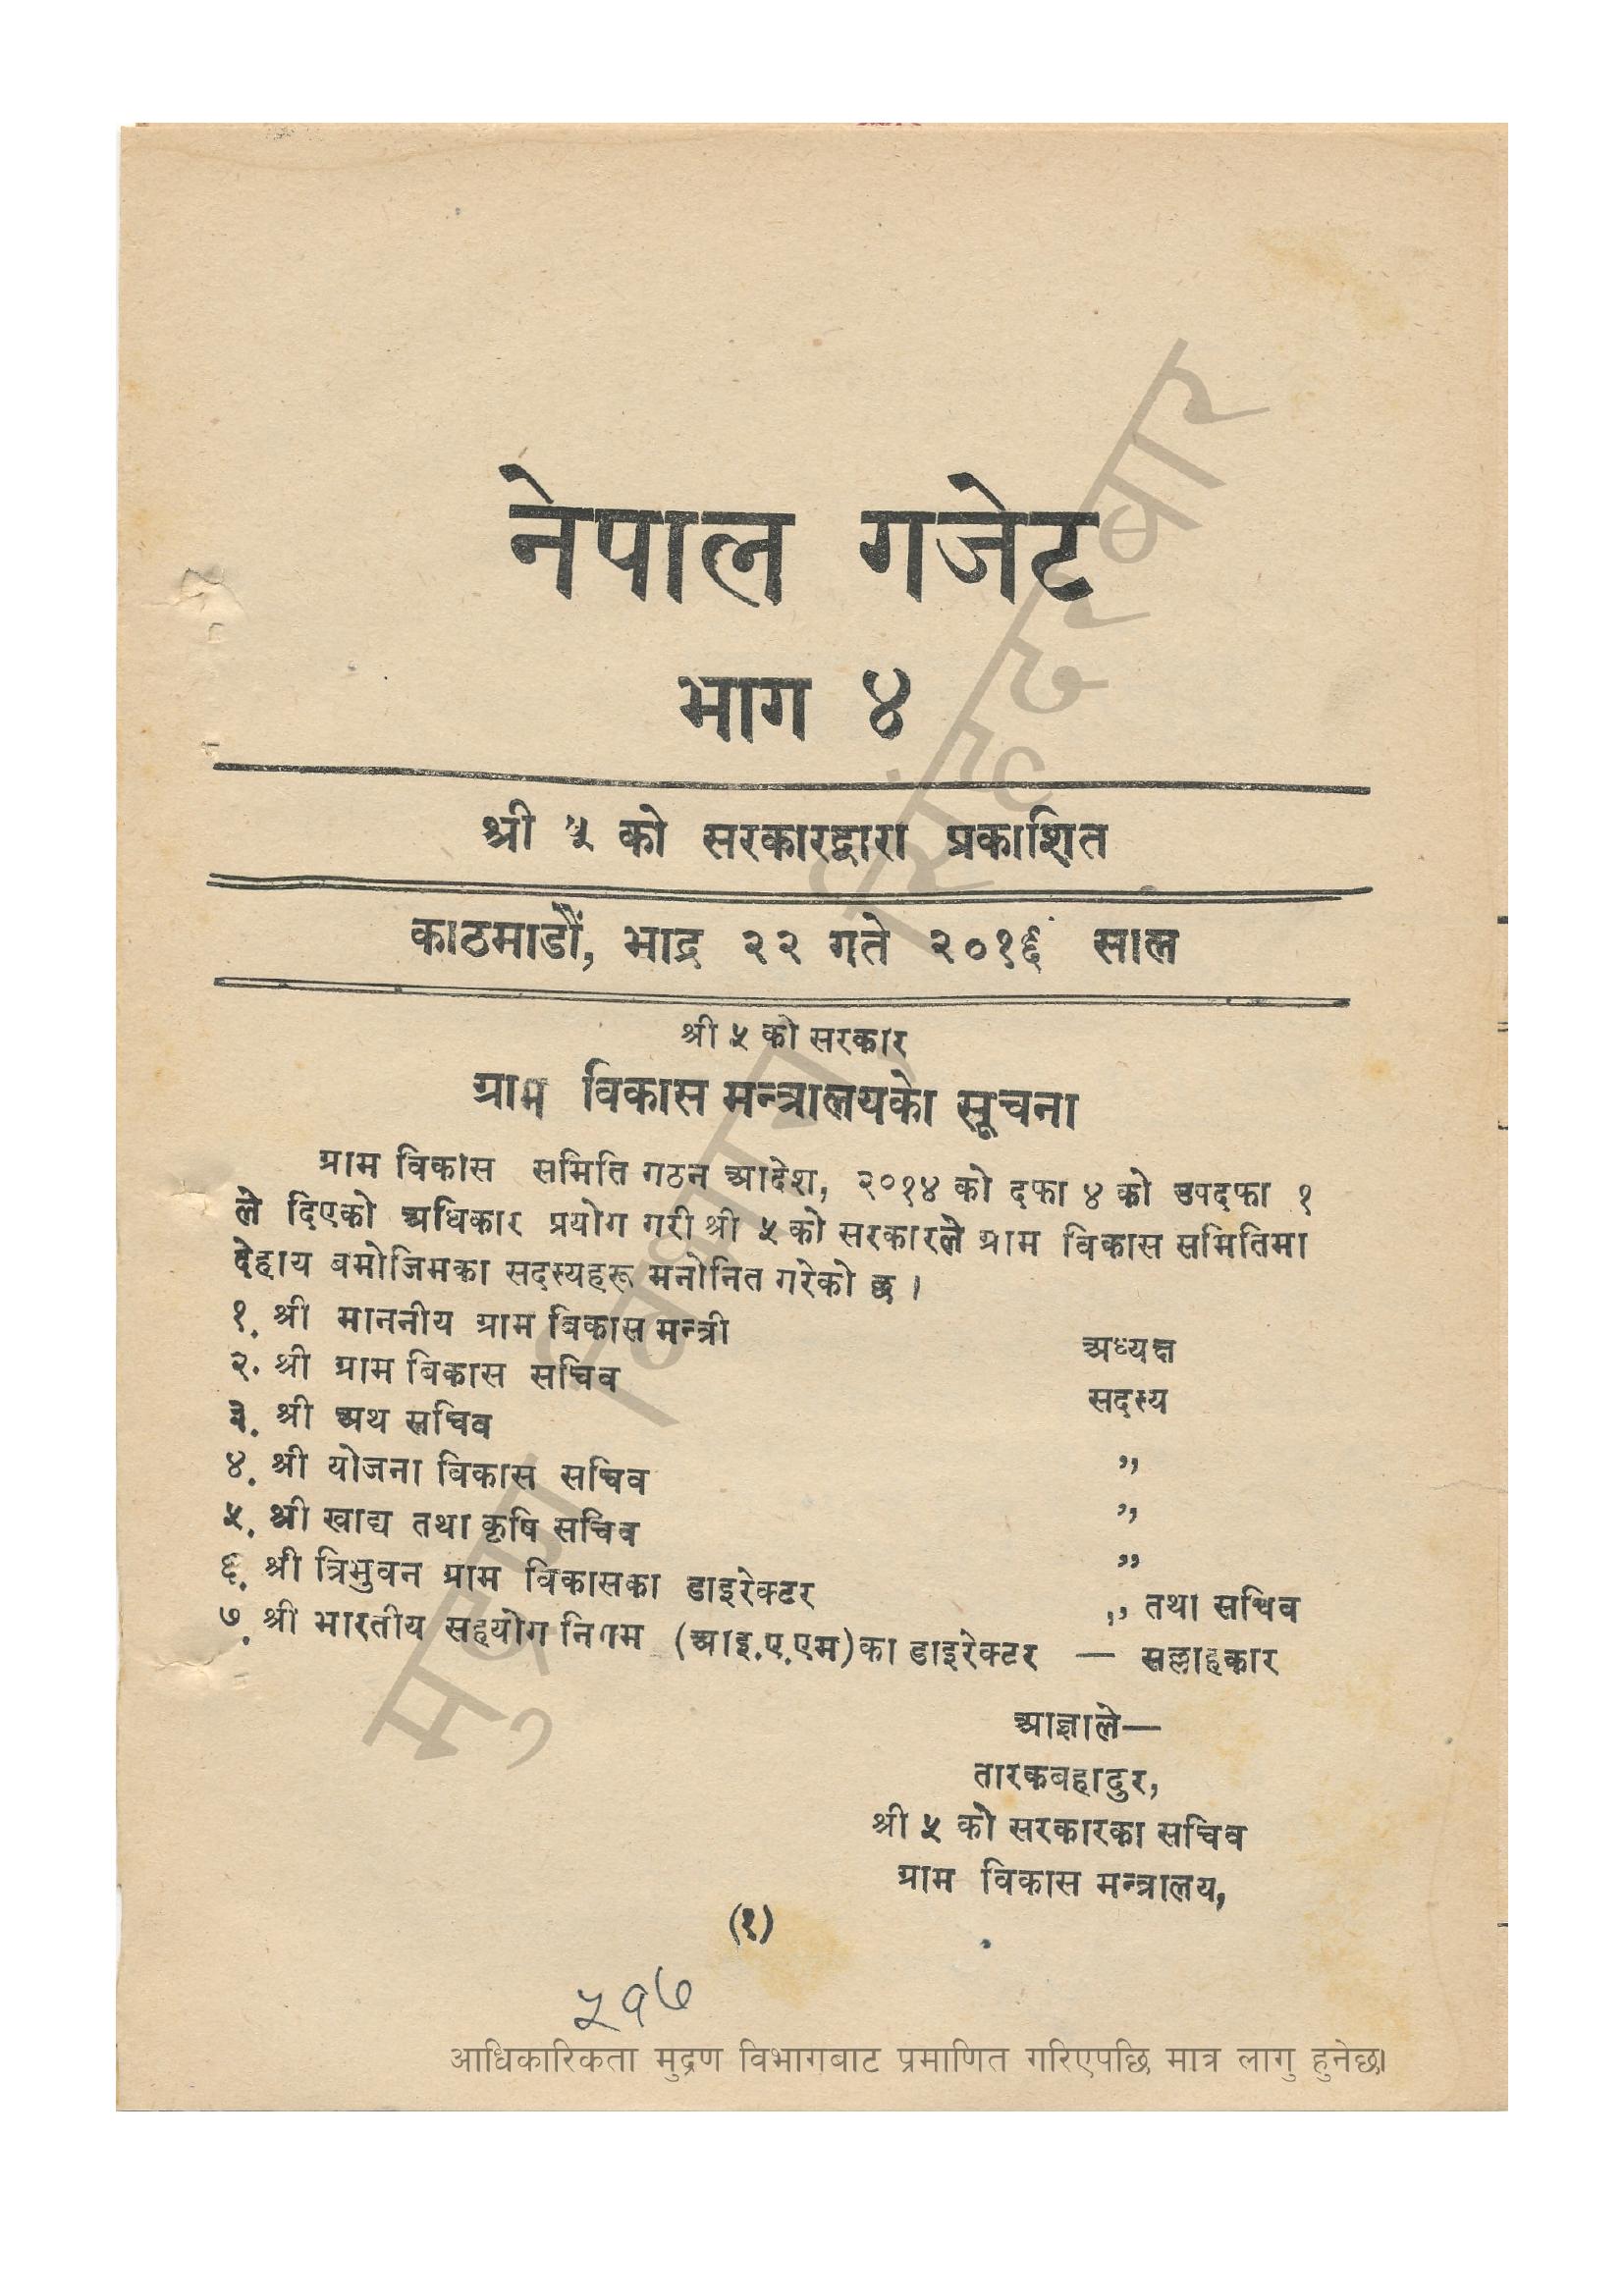 नेपाल गजेट
भाग ४
श्री ५ को सरकारद्वारा प्रकाशित
काठमाडौं, भाद्र २२ गते २०१६ साल
श्री ५ को सरकार
ग्राम विकास मन्त्रालयको सूचना
ग्राम विकास समिति गठन आदेश, २०१४ को दफा ४ को उपदफा १
ले दिएको अधिकार प्रयोग गरी श्री ५ को सरकारले ग्राम विकास समितिमा
देहाय बमोजिमका सदस्यहरू मनोनित गरेको छ ।
१. श्री माननीय ग्राम बिकास मन्त्री अध्यक्ष
२. श्री ग्राम बिकास सचिव सदस्य
३. श्री अथ सचिव ,,
४. श्री योजना बिकास सचिव ,,
५. श्री खाद्य तथा कृषि सचिव ,,
६. श्री त्रिभुवन ग्राम विकासका डाइरेक्टर ,, तथा सचिव
७. श्री भारतीय सहयोग निगम (आइ.ए.एम)का डाइरेक्टर — सल्लाहकार
आज्ञाले—
तारकबहादुर,
श्री ५ को सरकारका सचिव
ग्राम विकास मन्त्रालय,
(१)
५१७
आधिकारिकता मुद्रण विभागबाट प्रमाणित गरिएपछि मात्र लागु हुनेछ।
मुद्रण विभाग, सिंहदरबार